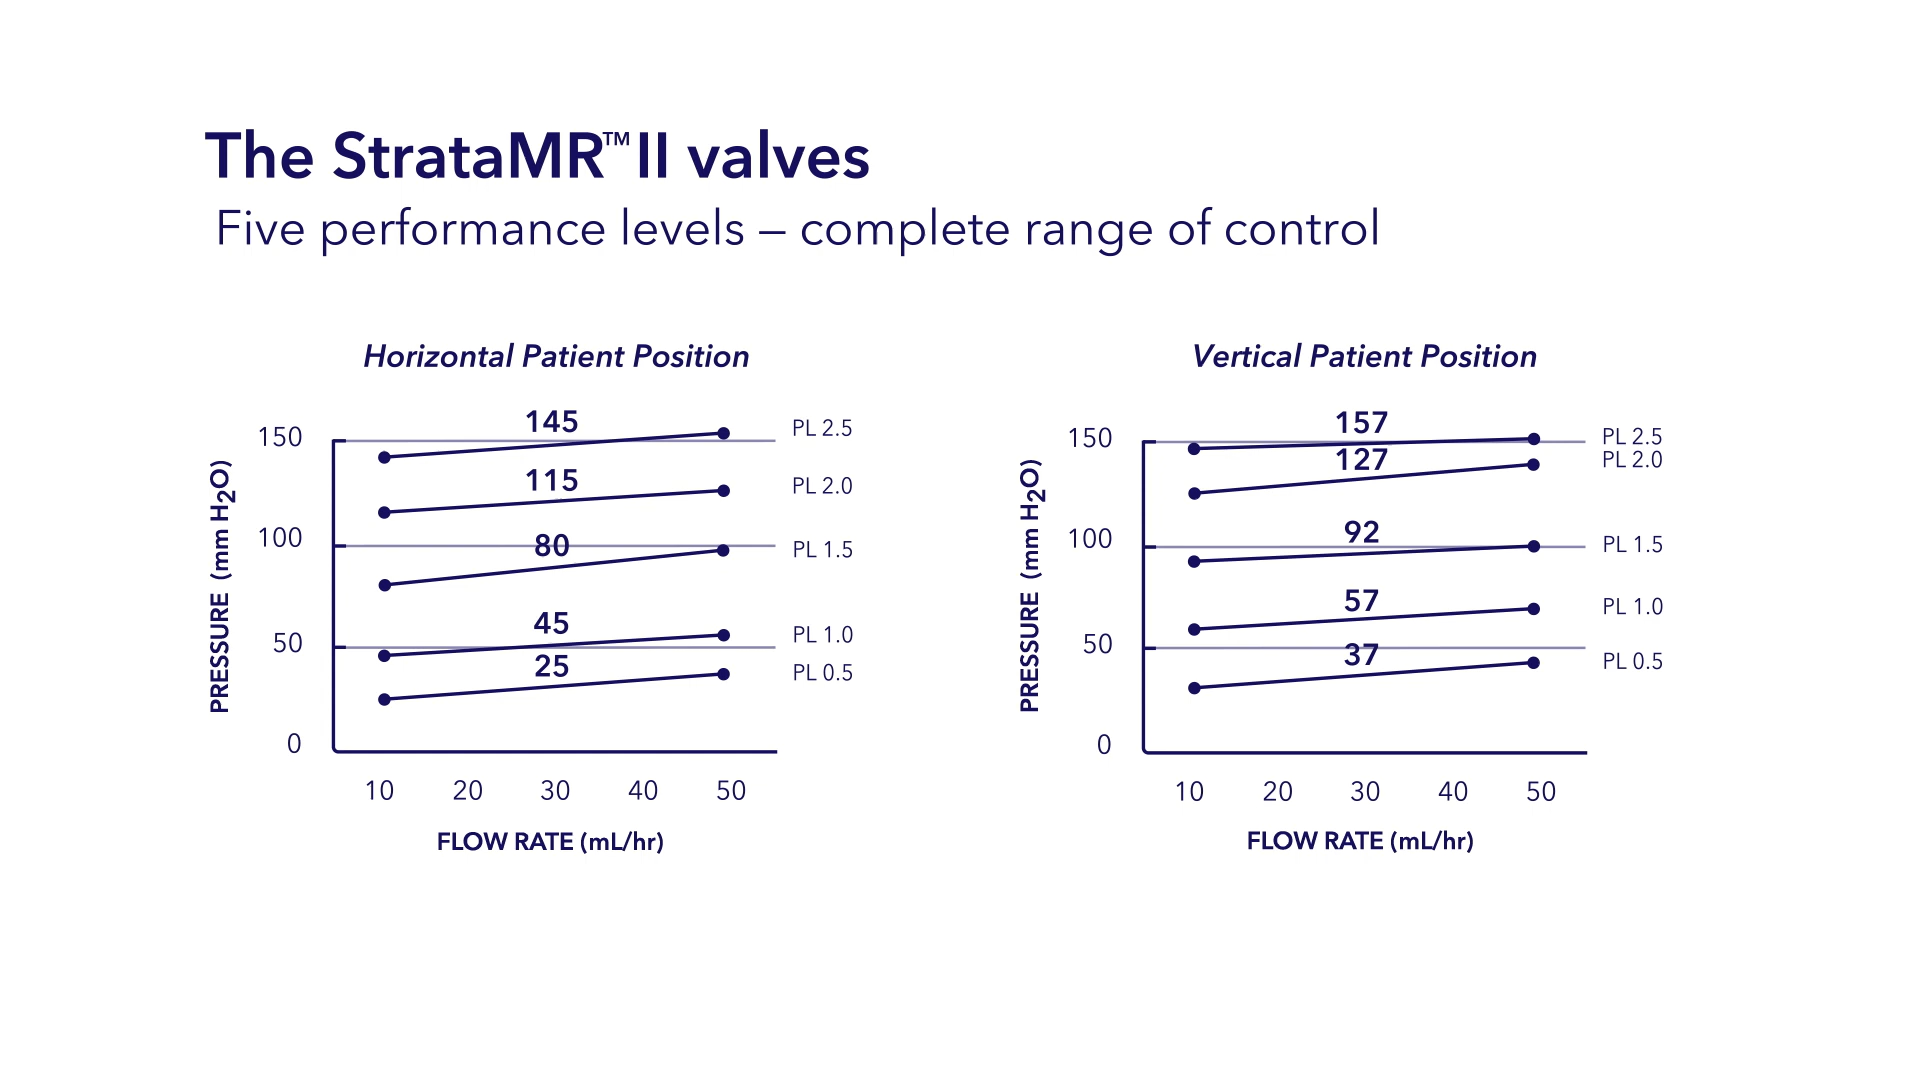 The StrataMR™ II valves
Five performance levels – complete range of control
Horizontal Patient Position
PRESSURE (mm H2O)
150
100
50
0
145
115
80
45
25
PL 2.5
PL 2.0
PL 1.5
PL 1.0
PL 0.5
10 20 30 40 50
FLOW RATE (mL/hr)
Vertical Patient Position
PRESSURE (mm H2O)
150
100
50
0
157
127
92
57
37
PL 2.5
PL 2.0
PL 1.5
PL 1.0
PL 0.5
10 20 30 40 50
FLOW RATE (mL/hr)